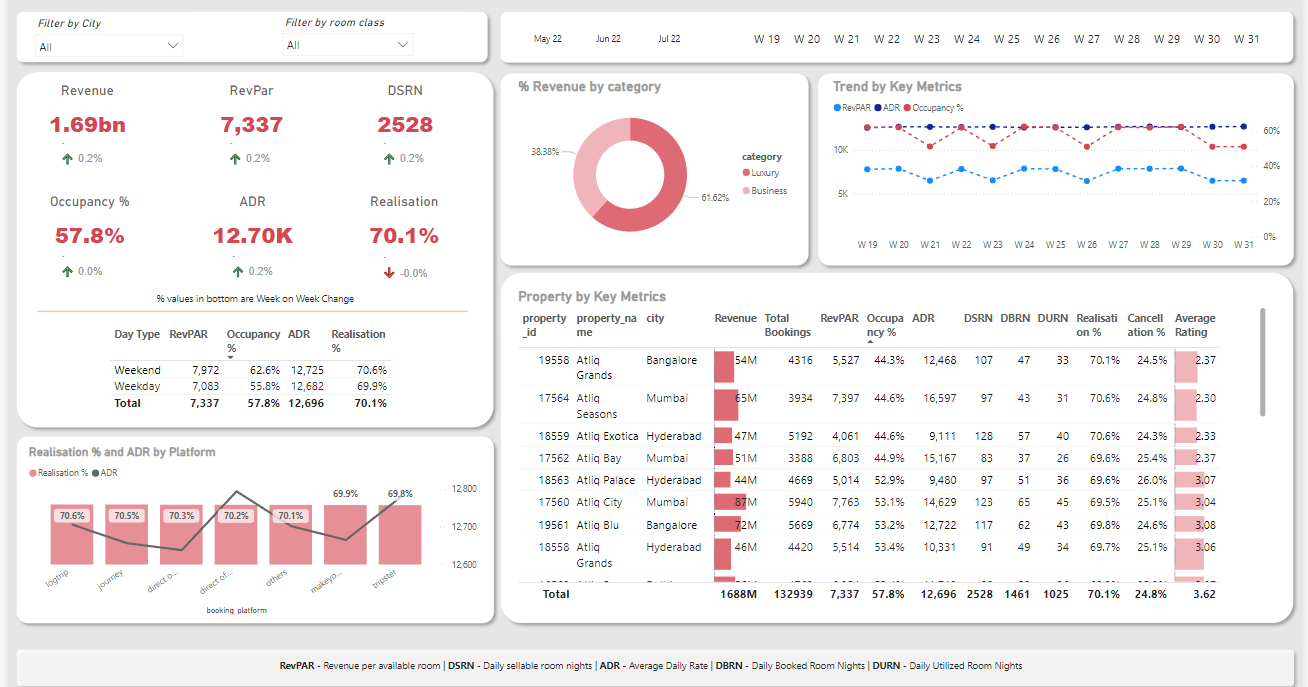 Filter by City
All
Filter by room class
All
May 22 Jun 22 Jul 22
W 19 W 20 W 21 W 22 W 23 W 24 W 25 W 26 W 27 W 28 W 29 W 30 W 31
Revenue RevPar DSRN
1.69bn 7,337 2528
0.2% 0.2% 0.2%
Occupancy % ADR Realisation
57.8% 12.70K 70.1%
0.0% 0.2% -0.0%
% values in bottom are Week on Week Change
Day Type RevPAR Occupancy ADR Realisation
% %
Weekend 7,972 62.6% 12,725 70.6%
Weekday 7,083 55.8% 12,682 69.9%
Total 7,337 57.8% 12,696 70.1%
% Revenue by category
38.38%
61.62%
category
Luxury
Business
Trend by Key Metrics
RevPAR ADR Occupancy %
10K
5K
60%
40%
20%
0%
W 19 W 20 W 21 W 22 W 23 W 24 W 25 W 26 W 27 W 28 W 29 W 30 W 31
Realisation % and ADR by Platform
Realisation % ADR
70.6% 70.5% 70.3% 70.2% 70.1% 69.9% 69.8%
12,800
12,700
12,600
logtrip journey direct o... direct of... others makeyo... tripster
booking_platform
Property by Key Metrics
property property_na city Revenue Total RevPAR Occupa ADR DSRN DBRN DURN Realisati Cancell Average
_id me Bookings ncy % on % ation % Rating
19558 Atliq Bangalore 54M 4316 5,527 44.3% 12,468 107 47 33 70.1% 24.5% 2.37
Grands
17564 Atliq Mumbai 65M 3934 7,397 44.6% 16,597 97 43 31 70.6% 24.8% 2.30
Seasons
18559 Atliq Exotica Hyderabad 47M 5192 4,061 44.6% 9,111 128 57 40 70.6% 24.3% 2.33
17562 Atliq Bay Mumbai 51M 3388 6,803 44.9% 15,167 83 37 26 69.6% 25.4% 2.37
18563 Atliq Palace Hyderabad 44M 4669 5,014 52.9% 9,480 97 51 36 69.6% 26.0% 3.07
17560 Atliq City Mumbai 87M 5940 7,763 53.1% 14,629 123 65 45 69.5% 25.1% 3.04
19561 Atliq Blu Bangalore 72M 5669 6,774 53.2% 12,722 117 62 43 69.8% 24.6% 3.08
18558 Atliq Hyderabad 46M 4420 5,514 53.4% 10,331 91 49 34 69.7% 25.1% 3.06
Grands
Total 1688M 132939 7,337 57.8% 12,696 2528 1461 1025 70.1% 24.8% 3.62
RevPAR - Revenue per available room | DSRN - Daily sellable room nights | ADR - Average Daily Rate | DBRN - Daily Booked Room Nights | DURN - Daily Utilized Room Nights